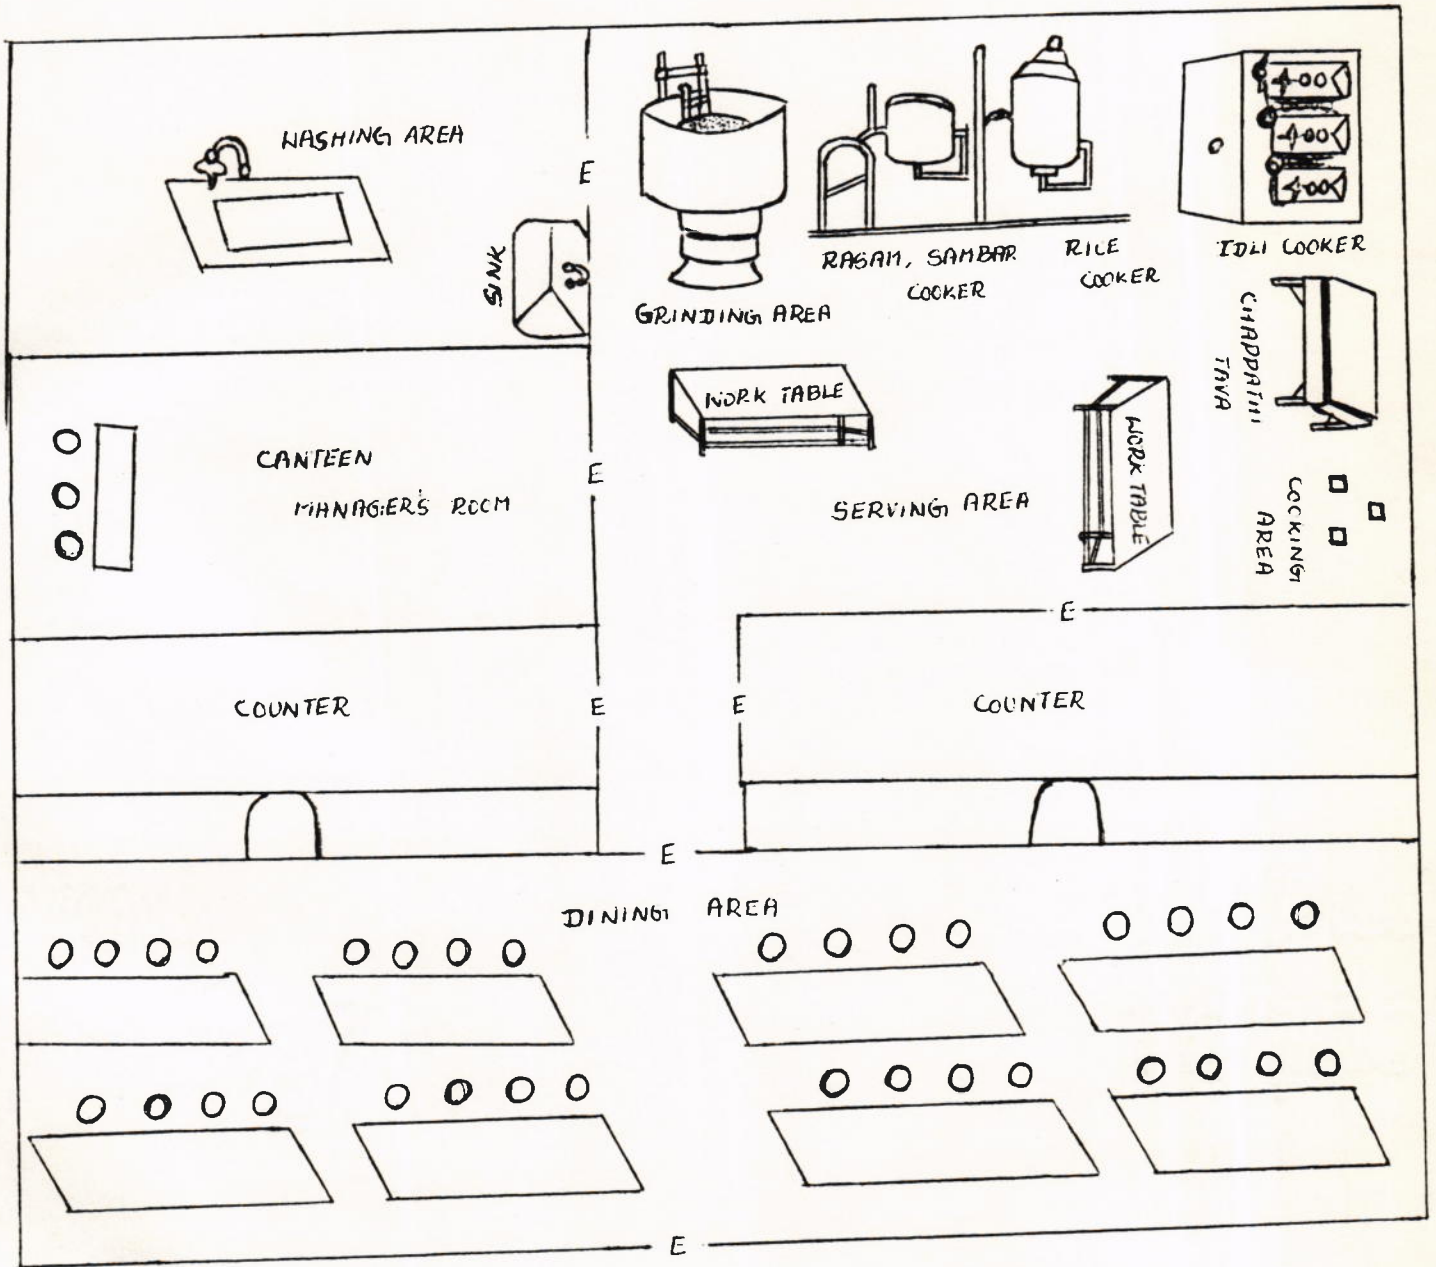 WASHING AREA
E
SINK
GRINDING AREA
RASAM, SAMBAR
COOKER
RICE
COOKER
IDLI COOKER
CHAPPATHI
TAVA
WORK TABLE
CANTEEN
MANAGER'S ROOM
E
SERVING AREA
WORK TABLE
COOKING
AREA
E
COUNTER
E
E
COUNTER
E
DINING AREA
E